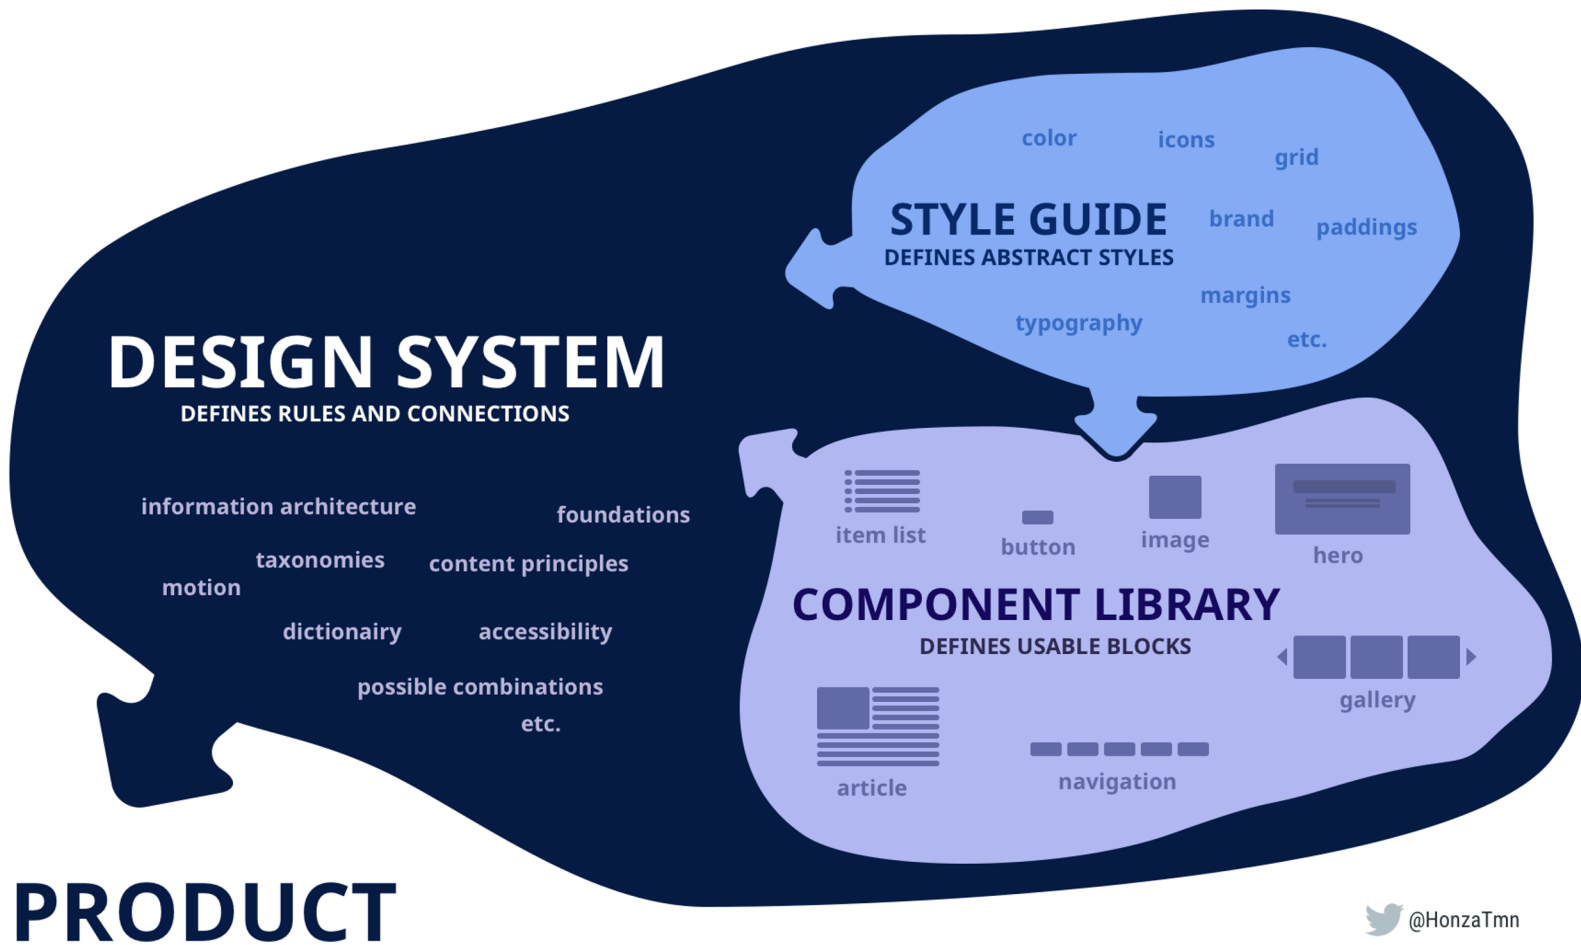 color
icons
grid
STYLE GUIDE
brand
paddings
DEFINES ABSTRACT STYLES
margins
typography
etc.
DESIGN SYSTEM
DEFINES RULES AND CONNECTIONS
information architecture
foundations
taxonomies
content principles
motion
dictionairy
accessibility
possible combinations
etc.
item list
button
image
hero
COMPONENT LIBRARY
DEFINES USABLE BLOCKS
gallery
article
navigation
PRODUCT
@HonzaTmn